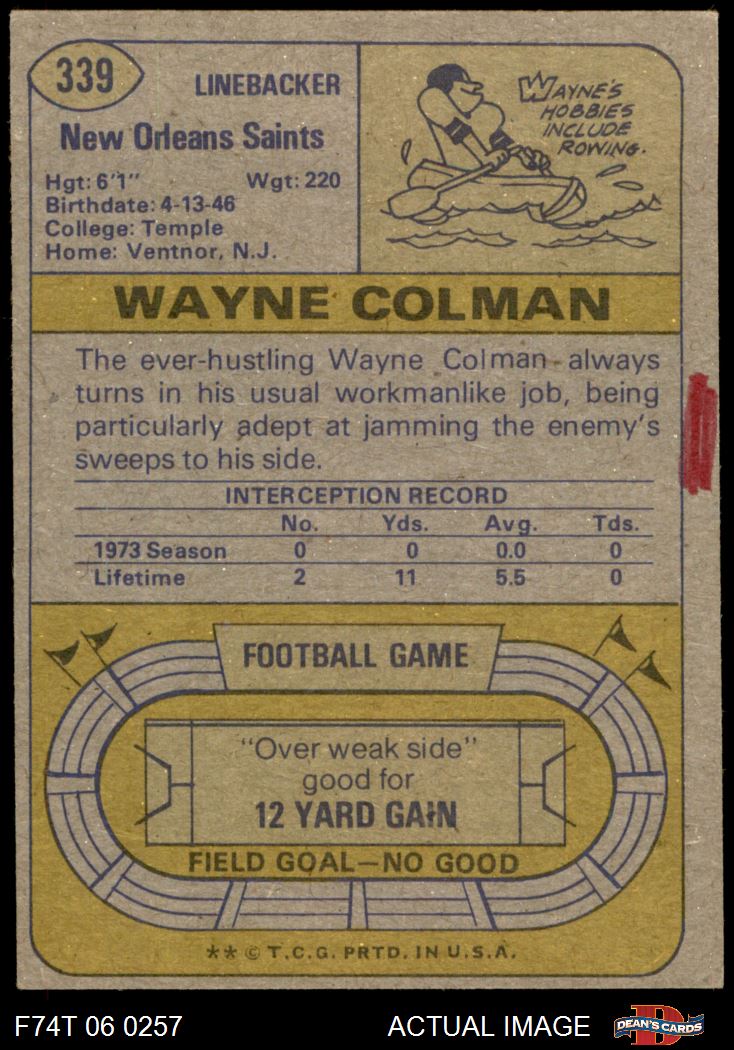 339
LINEBACKER
New Orleans Saints
Hgt: 6'1" Wgt: 220
Birthdate: 4-13-46
College: Temple
Home: Ventnor, N.J.
WAYNE'S
HOBBIES
INCLUDE
ROWING.
WAYNE COLMAN
The ever-hustling Wayne Colman always
turns in his usual workmanlike job, being
particularly adept at jamming the enemy's
sweeps to his side.
INTERCEPTION RECORD
No. Yds. Avg. Tds.
1973 Season 0 0 0.0 0
Lifetime 2 11 5.5 0
FOOTBALL GAME
"Over weak side"
good for
12 YARD GAIN
FIELD GOAL—NO GOOD
** © T.C.G. PRTD. IN U.S.A.
F74T 06 0257 ACTUAL IMAGE
D
DEAN'S CARDS